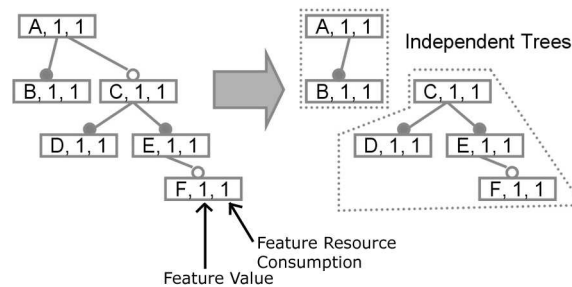 A, 1, 1
B, 1, 1
C, 1, 1
D, 1, 1
E, 1, 1
F, 1, 1
Feature Resource
Consumption
Feature Value
A, 1, 1
B, 1, 1
Independent Trees
C, 1, 1
D, 1, 1
E, 1, 1
F, 1, 1